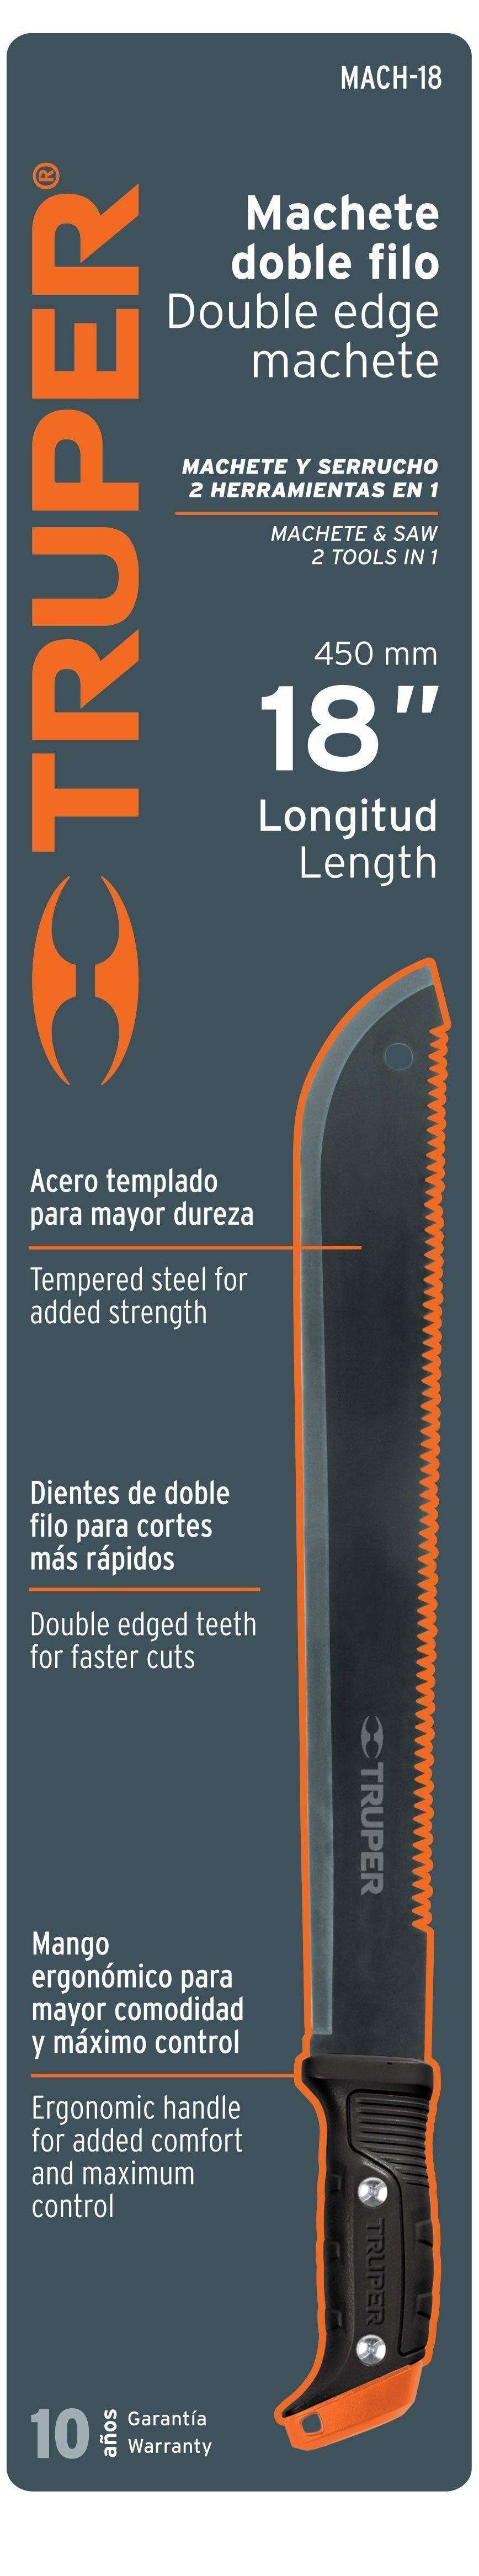 MACH-18
TRUPER®
Machete
doble filo
Double edge
machete
MACHETE Y SERRUCHO
2 HERRAMIENTAS EN 1
MACHETE & SAW
2 TOOLS IN 1
450 mm
18"
Longitud
Length
Acero templado
para mayor dureza
Tempered steel for
added strength
Dientes de doble
filo para cortes
más rápidos
Double edged teeth
for faster cuts
TRUPER
Mango
ergonómico para
mayor comodidad
y máximo control
Ergonomic handle
for added comfort
and maximum
control
TRUPER
10 años Garantía
Warranty